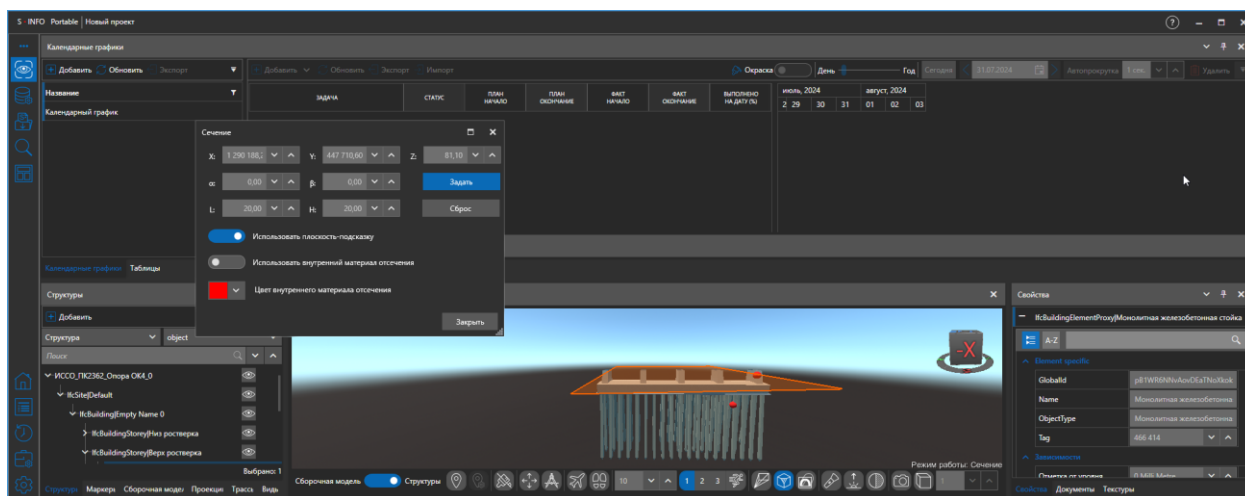 S - INFO Portable | Новый проект
Календарные графики
Добавить Обновить Экспорт Добавить Обновить Экспорт Импорт Окраска День Год Сегодня 31.07.2024 Автопрокрутка 1 сек. Удалить
Название ЗАДАЧА СТАТУС ПЛАН НАЧАЛО ПЛАН ОКОНЧАНИЕ ФАКТ НАЧАЛО ФАКТ ОКОНЧАНИЕ ВЫПОЛНЕНО НА ДАТУ (%) июль, 2024 август, 2024
2 29 30 31 01 02 03
Календарный график
Сечение
X: 1 290 188,2 Y: 447 710,60 Z: 81,10
α: 0,00 β: 0,00 Задать
L: 20,00 H: 20,00 Сброс
Использовать плоскость-подсказку
Использовать внутренний материал отсечения
Цвет внутреннего материала отсечения
Закрыть
Календарные графики Таблицы
Структуры
Добавить
Структура object
Поиск
ИССО_ПК2362_Опора ОК4_0
IfcSite|Default
IfcBuilding|Empty Name 0
IfcBuildingStorey|Низ ростверка
IfcBuildingStorey|Верх ростверка
Выбрано: 1
Структуры Маркеры Сборочная модель Проекции Трассы Виды
-X
Режим работы: Сечение
Сборочная модель Структуры 10 1 2 3 1
Свойства
IfcBuildingElementProxy|Монолитная железобетонная стойка
A-Z
Element specific
GlobalId
Name Монолитная железобетонна
ObjectType Монолитная железобетонна
Tag 466 414
Зависимости
Отметка от уровня 0 Milli Metre
Свойства Документы Текстуры